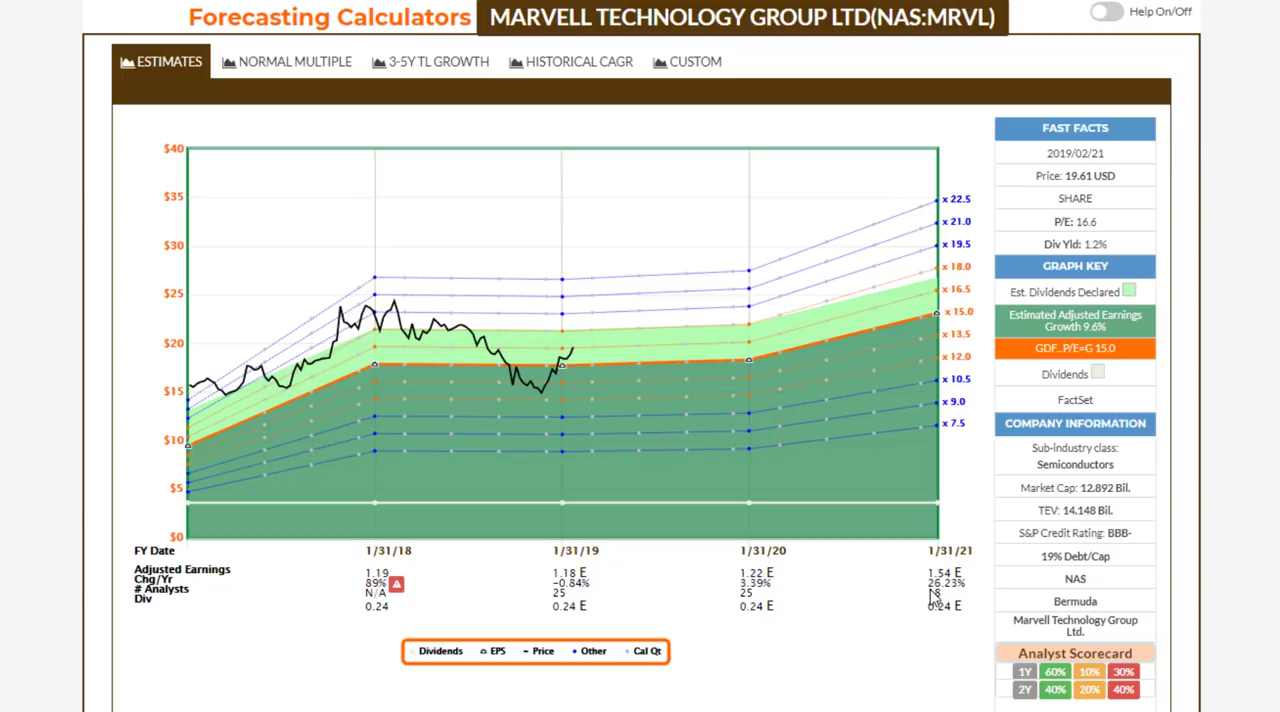 Forecasting Calculators
MARVELL TECHNOLOGY GROUP LTD(NAS:MRVL)
Help On/Off
ESTIMATES
NORMAL MULTIPLE
3-5Y TL GROWTH
HISTORICAL CAGR
CUSTOM
$40
$35
$30
$25
$20
$15
$10
$5
$0
x 22.5
x 21.0
x 19.5
x 18.0
x 16.5
x 15.0
x 13.5
x 12.0
x 10.5
x 9.0
x 7.5
FY Date 1/31/18 1/31/19 1/31/20 1/31/21
Adjusted Earnings 1.19 1.18 E 1.22 E 1.54 E
Chg/Yr 89% -0.84% 3.39% 26.23%
# Analysts N/A 25 25
Div 0.24 0.24 E 0.24 E 0.24 E
Dividends EPS Price Other Cal Qt
FAST FACTS
2019/02/21
Price: 19.61 USD
SHARE
P/E: 16.6
Div Yld: 1.2%
GRAPH KEY
Est. Dividends Declared
Estimated Adjusted Earnings
Growth 9.6%
GDF...P/E=G 15.0
Dividends
FactSet
COMPANY INFORMATION
Sub-industry class:
Semiconductors
Market Cap: 12.892 Bil.
TEV: 14.148 Bil.
S&P Credit Rating: BBB-
19% Debt/Cap
NAS
Bermuda
Marvell Technology Group
Ltd.
Analyst Scorecard
1Y 60% 10% 30%
2Y 40% 20% 40%